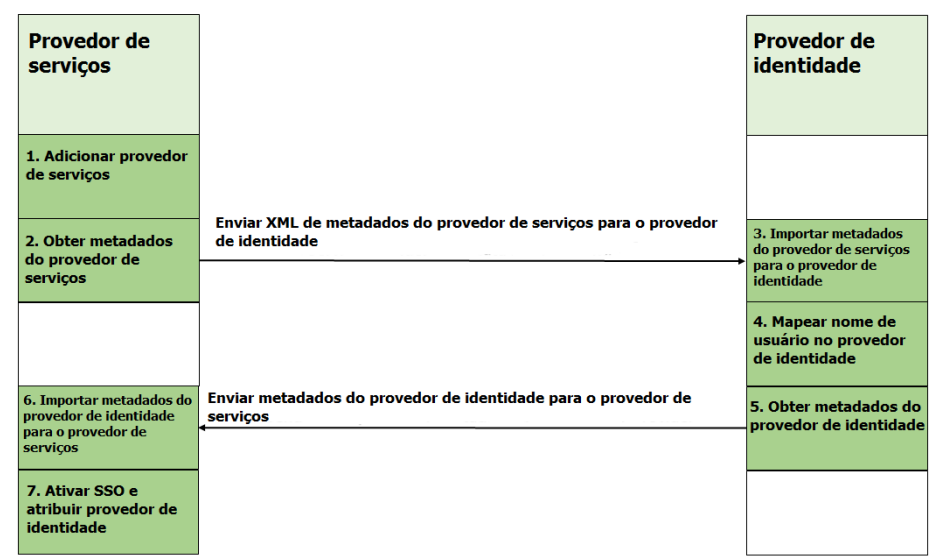 Provedor de
serviços
Provedor de
identidade
1. Adicionar provedor
de serviços
2. Obter metadados
do provedor de
serviços
Enviar XML de metadados do provedor de serviços para o provedor
de identidade
3. Importar metadados
do provedor de serviços
para o provedor de
identidade
4. Mapear nome de
usuário no provedor
de identidade
5. Obter metadados do
provedor de identidade
Enviar metadados do provedor de identidade para o provedor de
serviços
6. Importar metadados do
provedor de identidade
para o provedor de
serviços
7. Ativar SSO e
atribuir provedor de
identidade